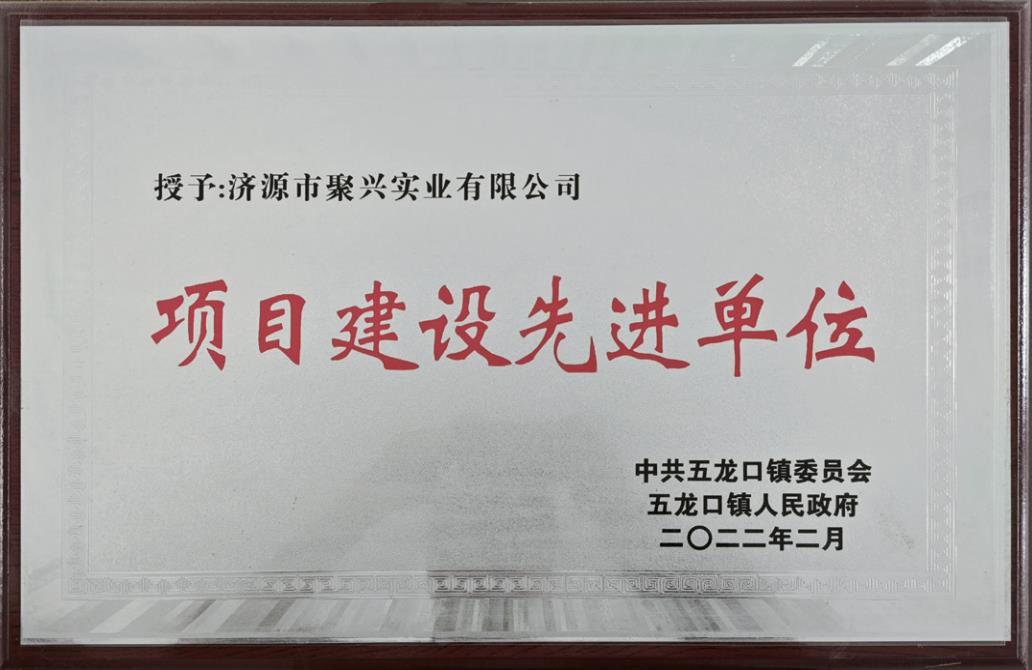 授予:济源市聚兴实业有限公司
项目建设先进单位
中共五龙口镇委员会
五龙口镇人民政府
二〇二二年二月